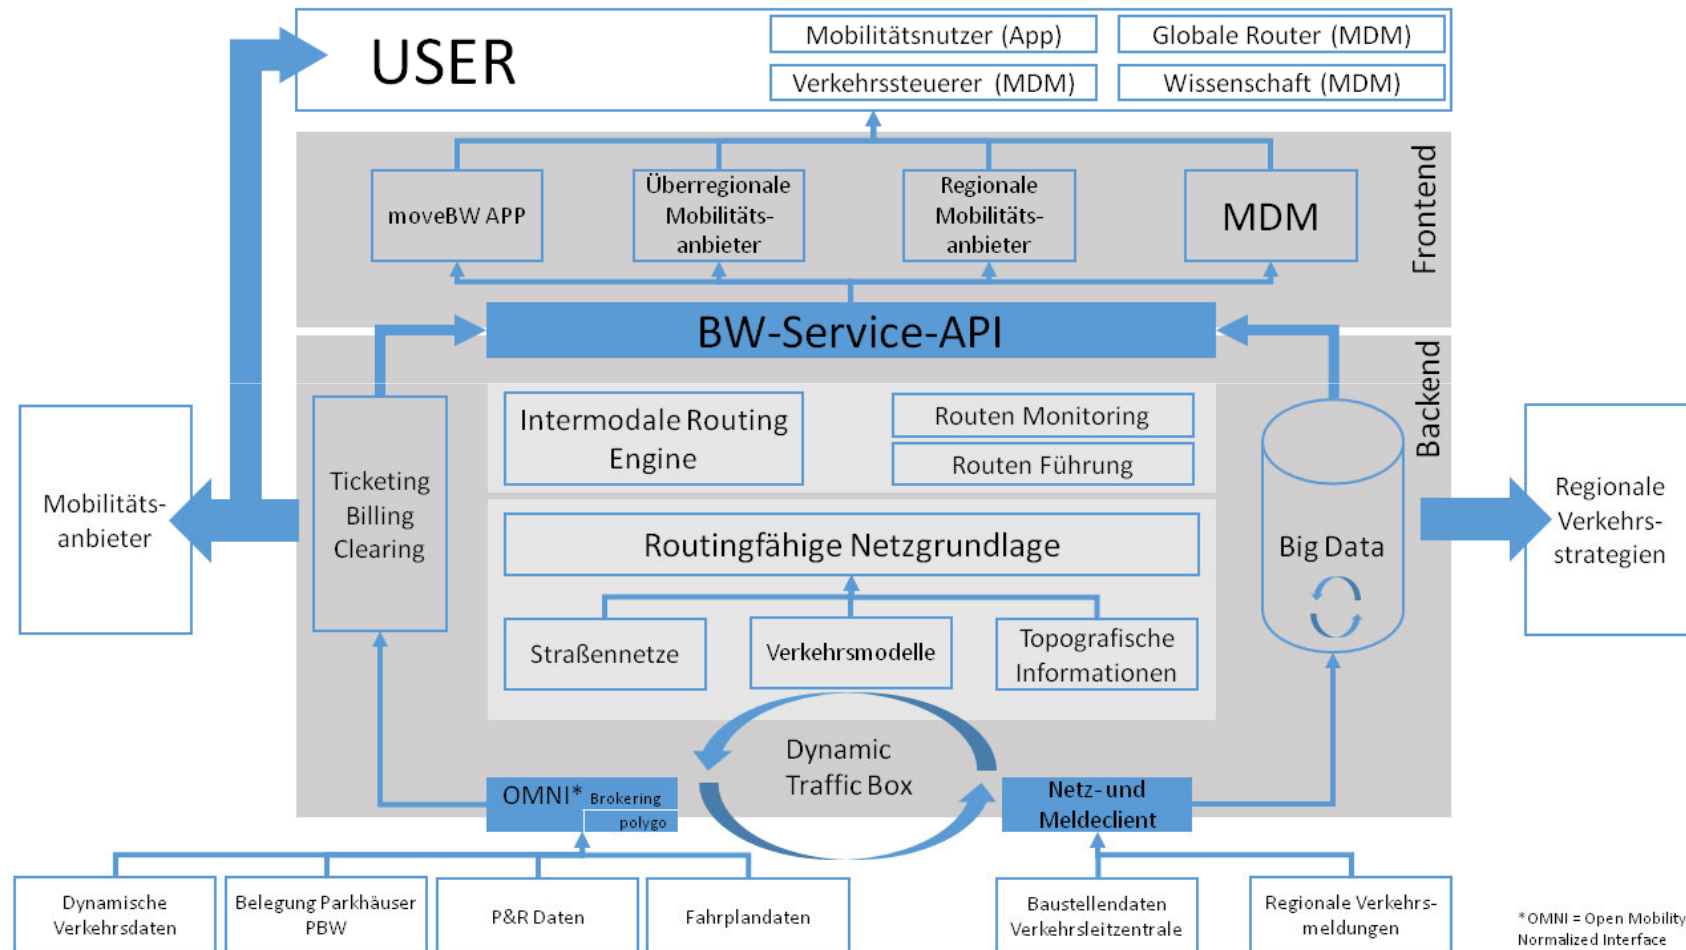 USER
Mobilitätsnutzer (App)
Globale Router (MDM)
Verkehrssteuerer (MDM)
Wissenschaft (MDM)
Frontend
moveBW APP
Überregionale
Mobilitäts-
anbieter
Regionale
Mobilitäts-
anbieter
MDM
BW-Service-API
Backend
Mobilitäts-
anbieter
Ticketing
Billing
Clearing
Intermodale Routing
Engine
Routen Monitoring
Routen Führung
Routingfähige Netzgrundlage
Straßennetze
Verkehrsmodelle
Topografische
Informationen
Big Data
Regionale
Verkehrs-
strategien
Dynamic
Traffic Box
OMNI* Brokering
polygo
Netz- und
Meldeclient
Dynamische
Verkehrsdaten
Belegung Parkhäuser
PBW
P&R Daten
Fahrplandaten
Baustellendaten
Verkehrsleitzentrale
Regionale Verkehrs-
meldungen
*OMNI = Open Mobility
Normalized Interface